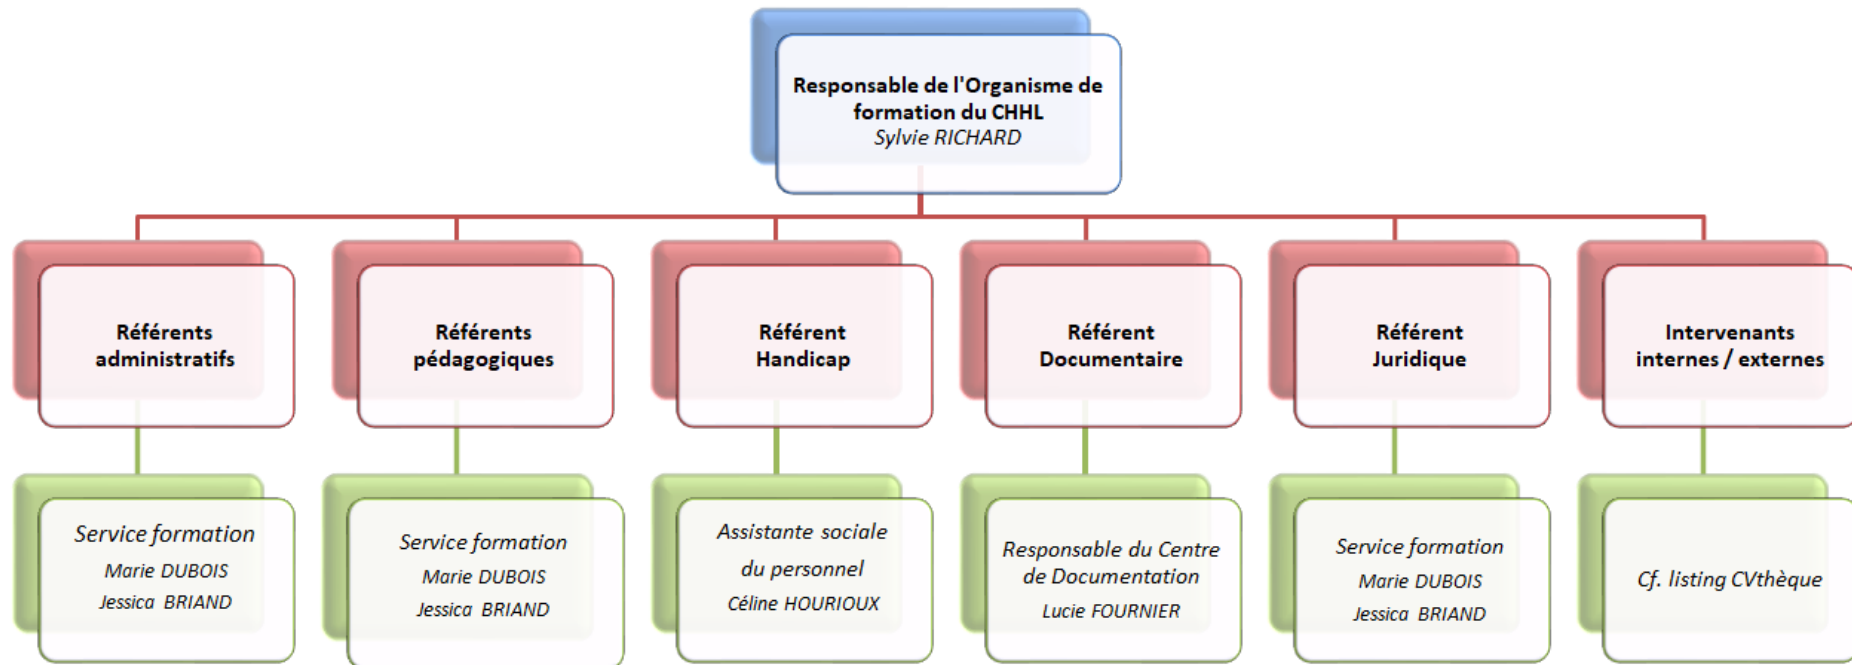 Responsable de l'Organisme de
formation du CHHL
Sylvie RICHARD
Référents
administratifs
Référents
pédagogiques
Référent
Handicap
Référent
Documentaire
Référent
Juridique
Intervenants
internes / externes
Service formation
Marie DUBOIS
Jessica BRIAND
Service formation
Marie DUBOIS
Jessica BRIAND
Assistante sociale
du personnel
Céline HOURIOUX
Responsable du Centre
de Documentation
Lucie FOURNIER
Service formation
Marie DUBOIS
Jessica BRIAND
Cf. listing CVthèque